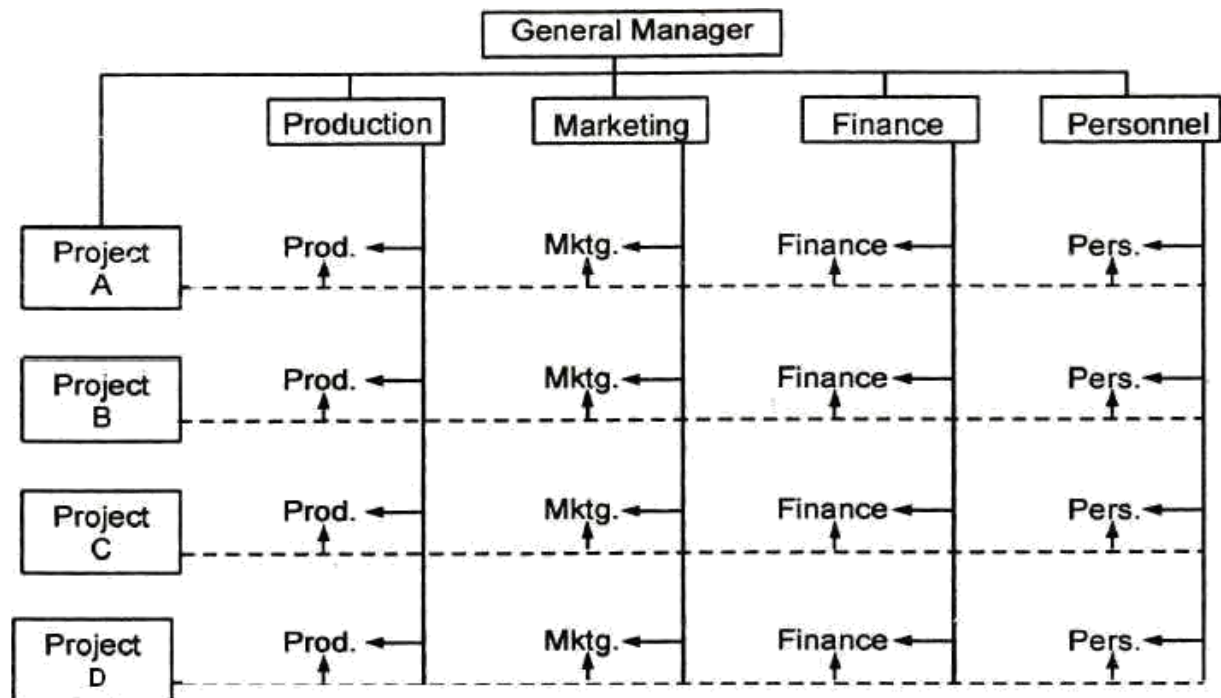 General Manager
Production Marketing Finance Personnel
Project
A
Prod. Mktg. Finance Pers.
Project
B
Prod. Mktg. Finance Pers.
Project
C
Prod. Mktg. Finance Pers.
Project
D
Prod. Mktg. Finance Pers.